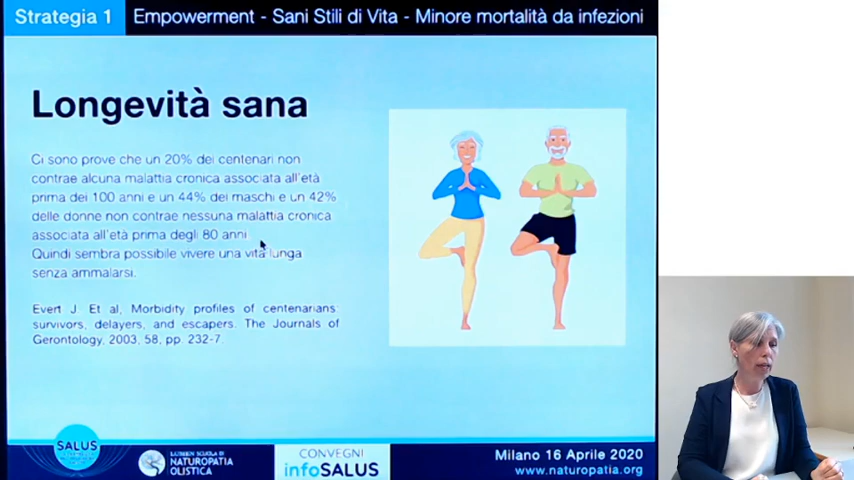 Strategia 1
Empowerment - Sani Stili di Vita - Minore mortalità da infezioni
Longevità sana
Ci sono prove che un 20% dei centenari non
contrae alcuna malattia cronica associata all'età
prima dei 100 anni e un 44% dei maschi e un 42%
delle donne non contrae nessuna malattia cronica
associata all'età prima degli 80 anni.
Quindi sembra possibile vivere una vita lunga
senza ammalarsi.
Evert J. Et al, Morbidity profiles of centenarians:
survivors, delayers, and escapers. The Journals of
Gerontology, 2003, 58, pp. 232-7.
SALUS
NATUROPATIA
OLISTICA
CONVEGNI
infoSALUS
Milano 16 Aprile 2020
www.naturopatia.org